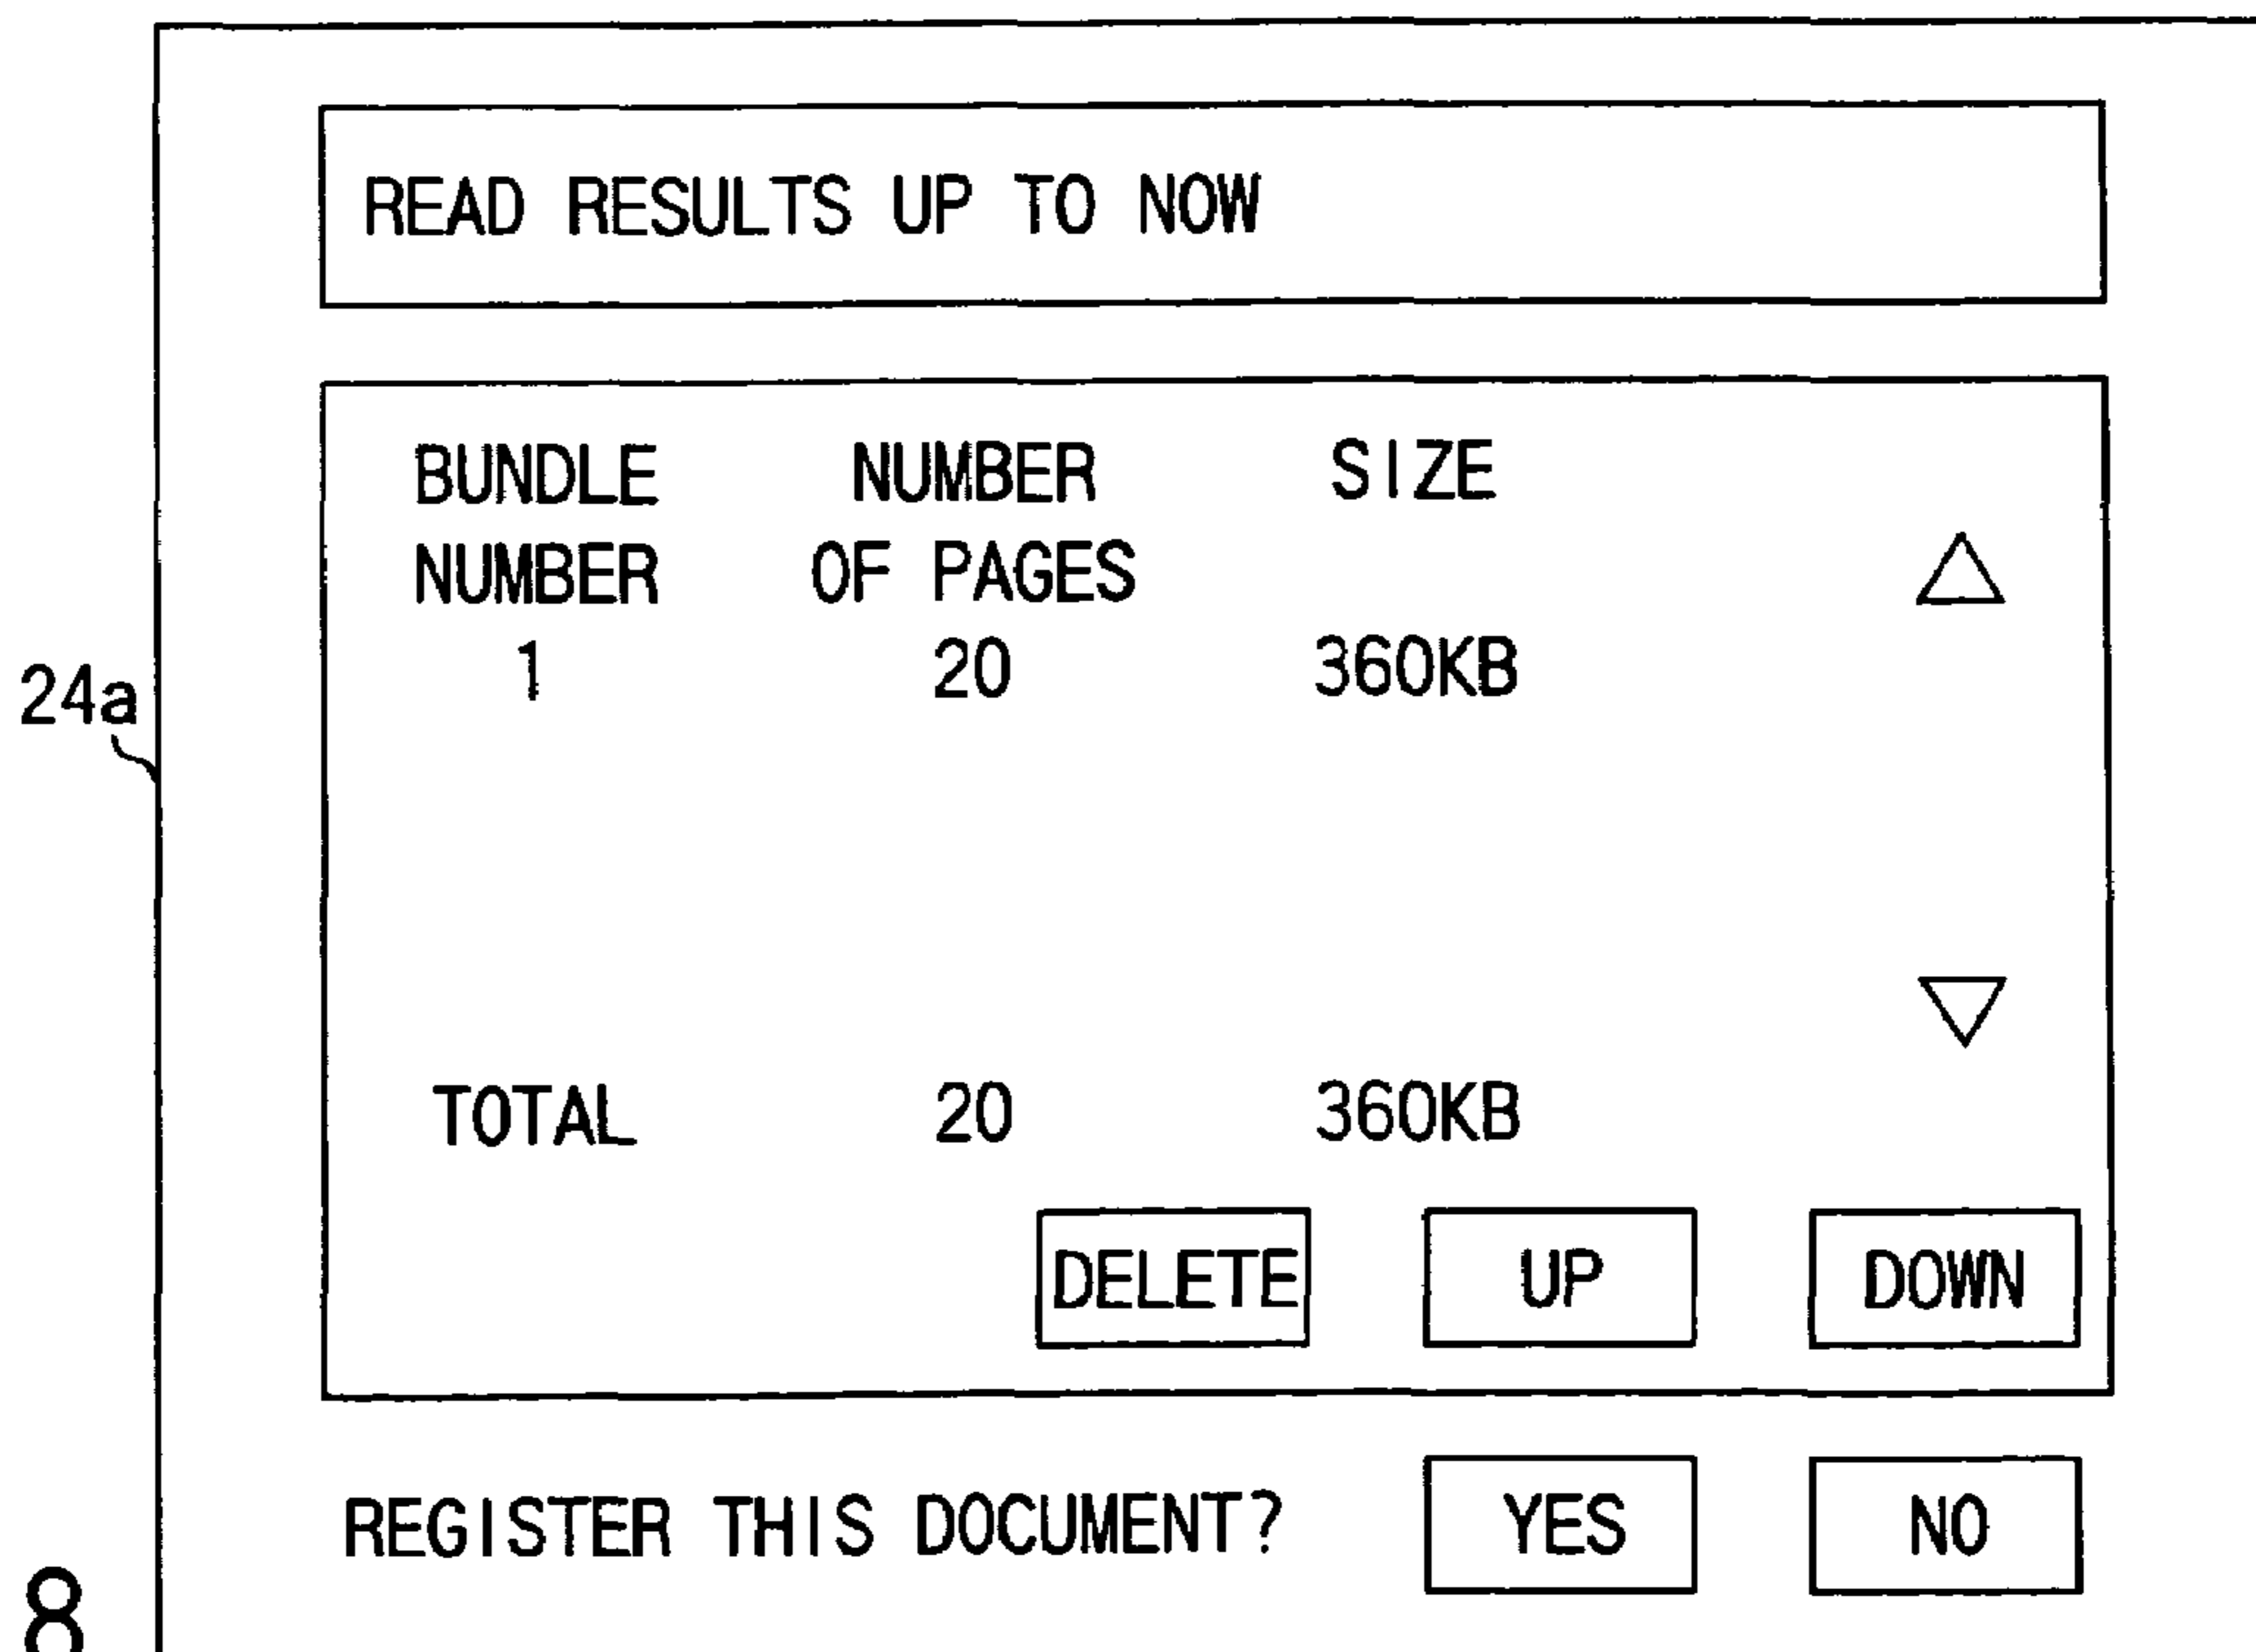 READ RESULTS UP TO NOW
BUNDLE NUMBER SIZE
NUMBER OF PAGES
1 20 360KB
24a
TOTAL 20 360KB
DELETE UP DOWN
REGISTER THIS DOCUMENT? YES NO
8